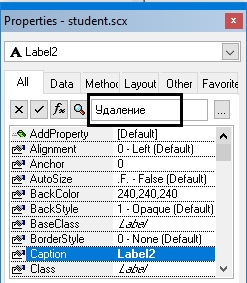 Properties - student.scx
A Label2
All Data Method Layout Other Favorite
fx Удаление ...
AddProperty [Default]
Alignment 0 - Left (Default)
Anchor 0
AutoSize .F. - False (Default)
BackColor 240,240,240
BackStyle 1 - Opaque (Default)
BaseClass Label
BorderStyle 0 - None (Default)
Caption Label2
Class Label